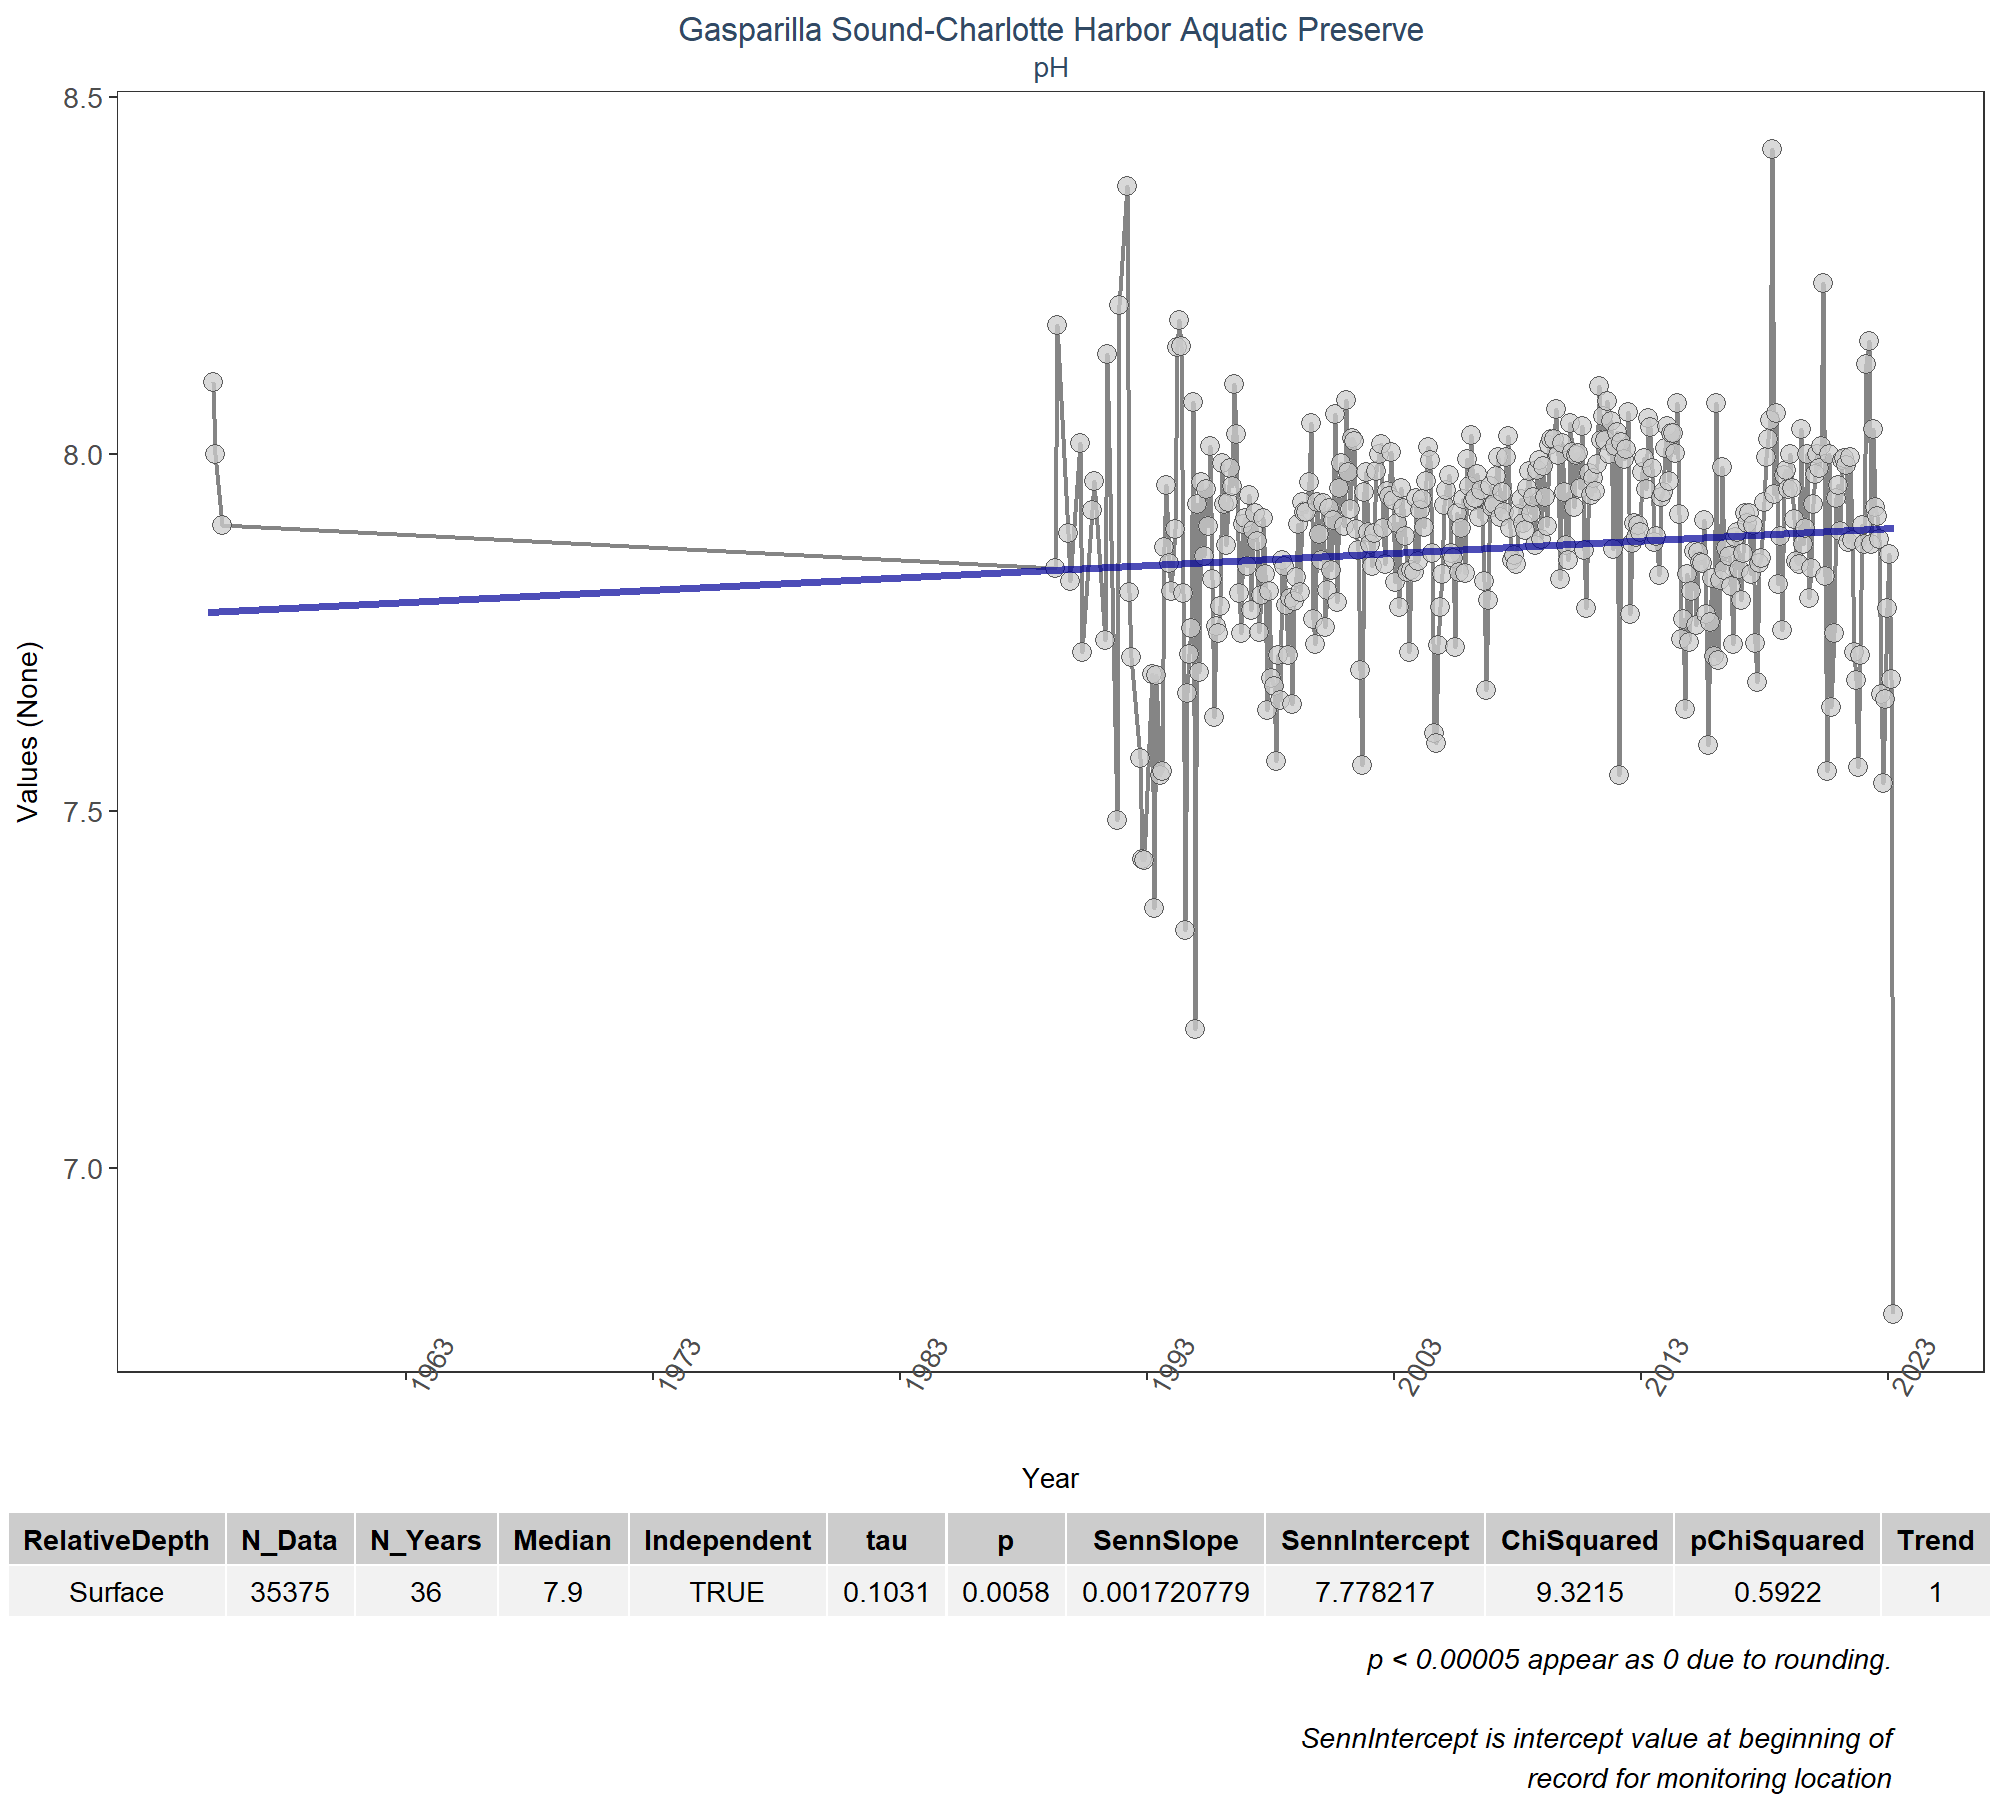 Gasparilla Sound-Charlotte Harbor Aquatic Preserve
pH
8.5
8.0
7.5
7.0
Values (None)
1963
1973
1983
1993
2003
2013
2023
Year
RelativeDepth N_Data N_Years Median Independent tau p SennSlope SennIntercept ChiSquared pChiSquared Trend
Surface 35375 36 7.9 TRUE 0.1031 0.0058 0.001720779 7.778217 9.3215 0.5922 1
p < 0.00005 appear as 0 due to rounding.
SennIntercept is intercept value at beginning of
record for monitoring location